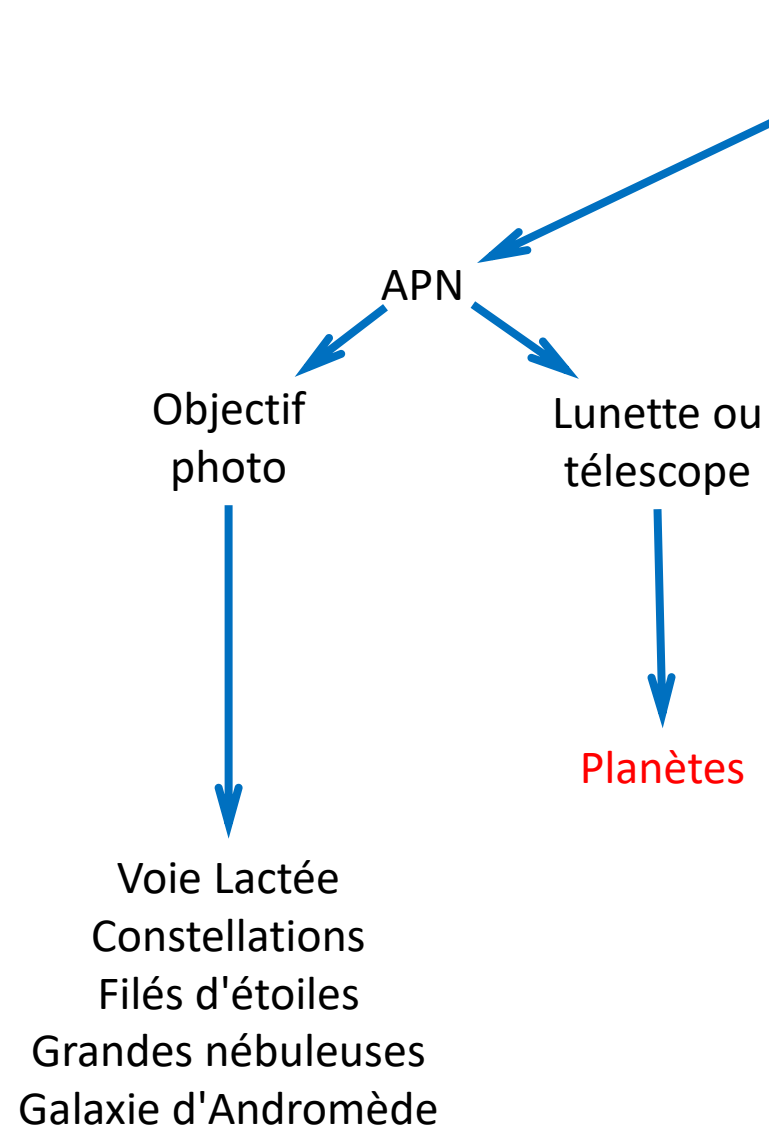 APN
Objectif
photo
Lunette ou
télescope
Planètes
Voie Lactée
Constellations
Filés d'étoiles
Grandes nébuleuses
Galaxie d'Andromède